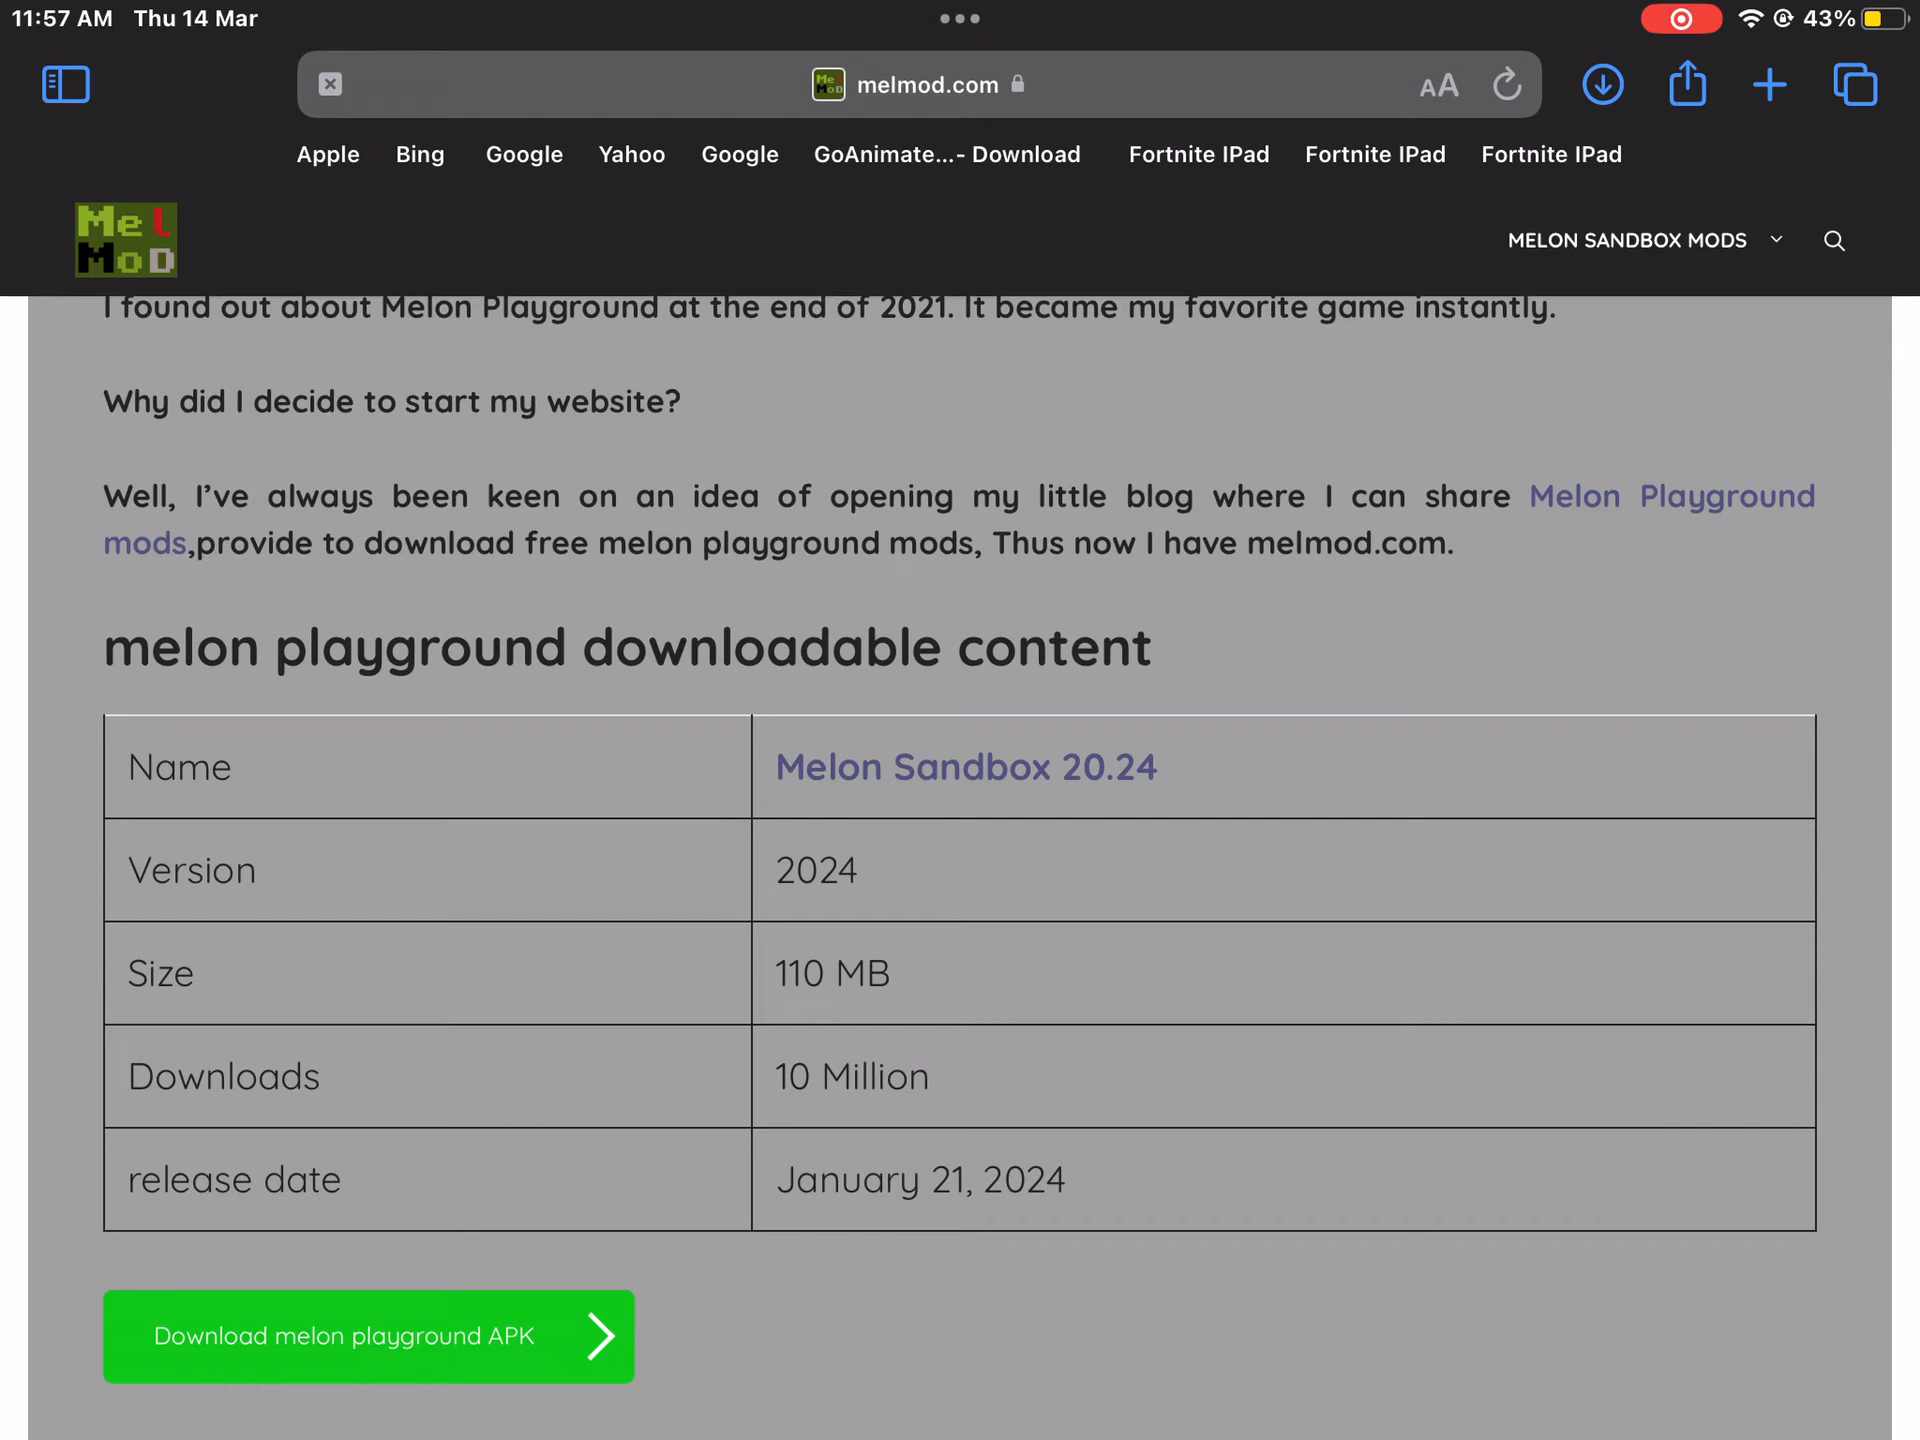 11:57 AM Thu 14 Mar
43%
melmod.com
AA
Apple Bing Google Yahoo Google GoAnimate...- Download Fortnite IPad Fortnite IPad Fortnite IPad
Mel
MoD
MELON SANDBOX MODS
I found out about Melon Playground at the end of 2021. It became my favorite game instantly.
Why did I decide to start my website?
Well, I’ve always been keen on an idea of opening my little blog where I can share Melon Playground
mods,provide to download free melon playground mods, Thus now I have melmod.com.
melon playground downloadable content
Name Melon Sandbox 20.24
Version 2024
Size 110 MB
Downloads 10 Million
release date January 21, 2024
Download melon playground APK